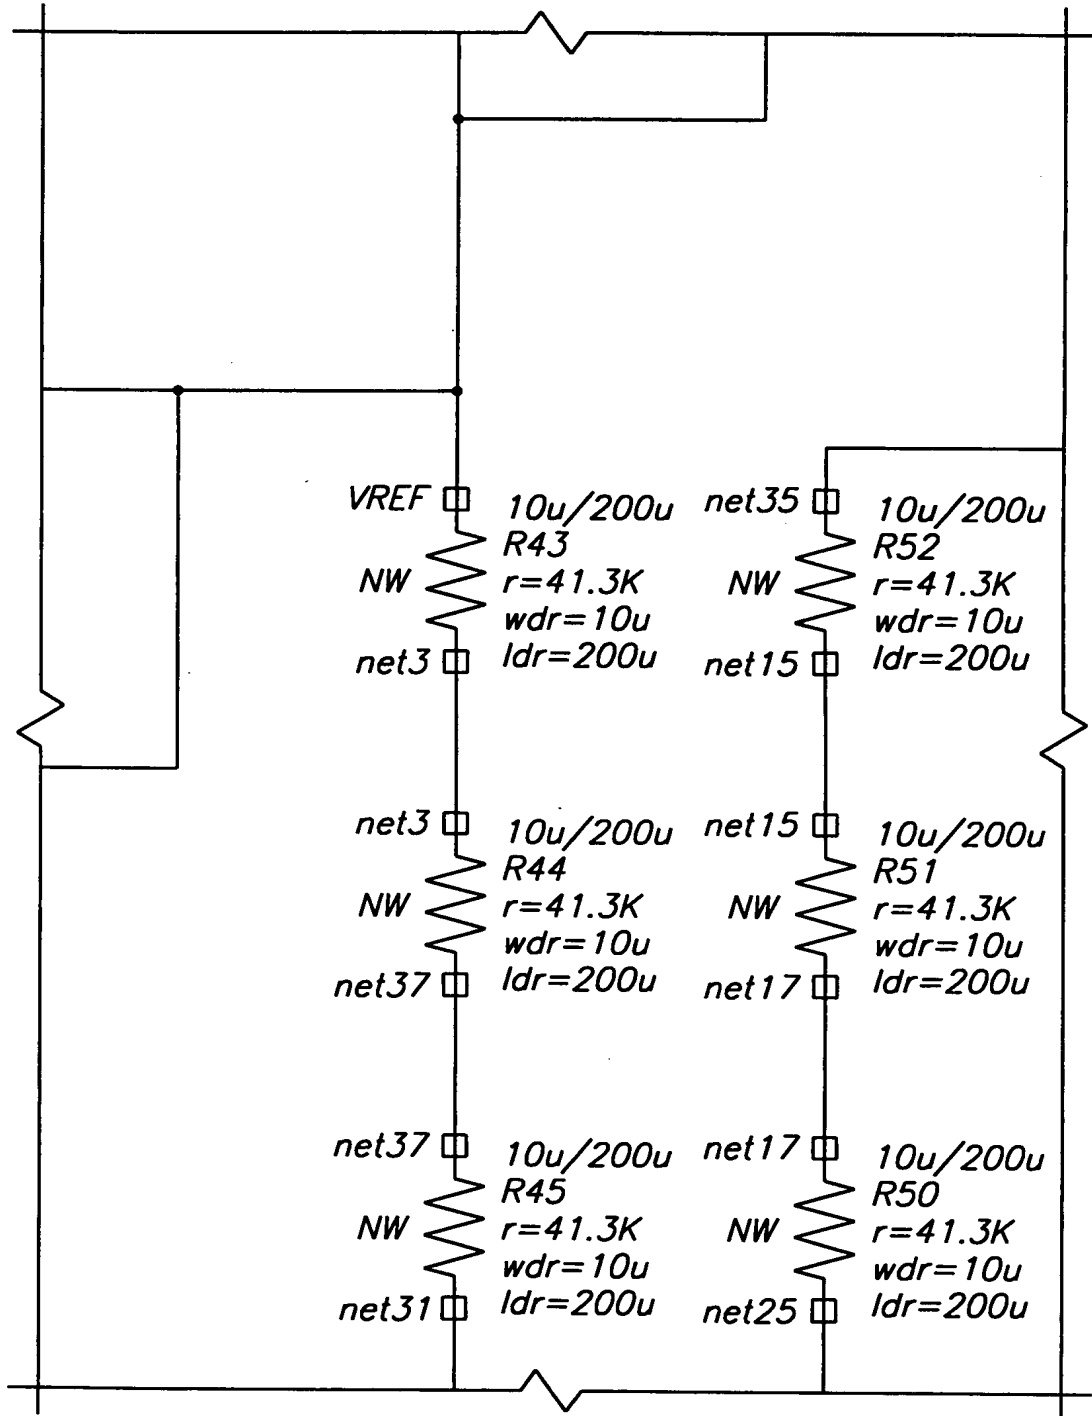 VREF
10u/200u
R43
NW
r=41.3K
wdr=10u
net3
ldr=200u
net35
10u/200u
R52
NW
r=41.3K
wdr=10u
net15
ldr=200u
net3
10u/200u
R44
NW
r=41.3K
wdr=10u
net37
ldr=200u
net15
10u/200u
R51
NW
r=41.3K
wdr=10u
net17
ldr=200u
net37
10u/200u
R45
NW
r=41.3K
wdr=10u
net31
ldr=200u
net17
10u/200u
R50
NW
r=41.3K
wdr=10u
net25
ldr=200u